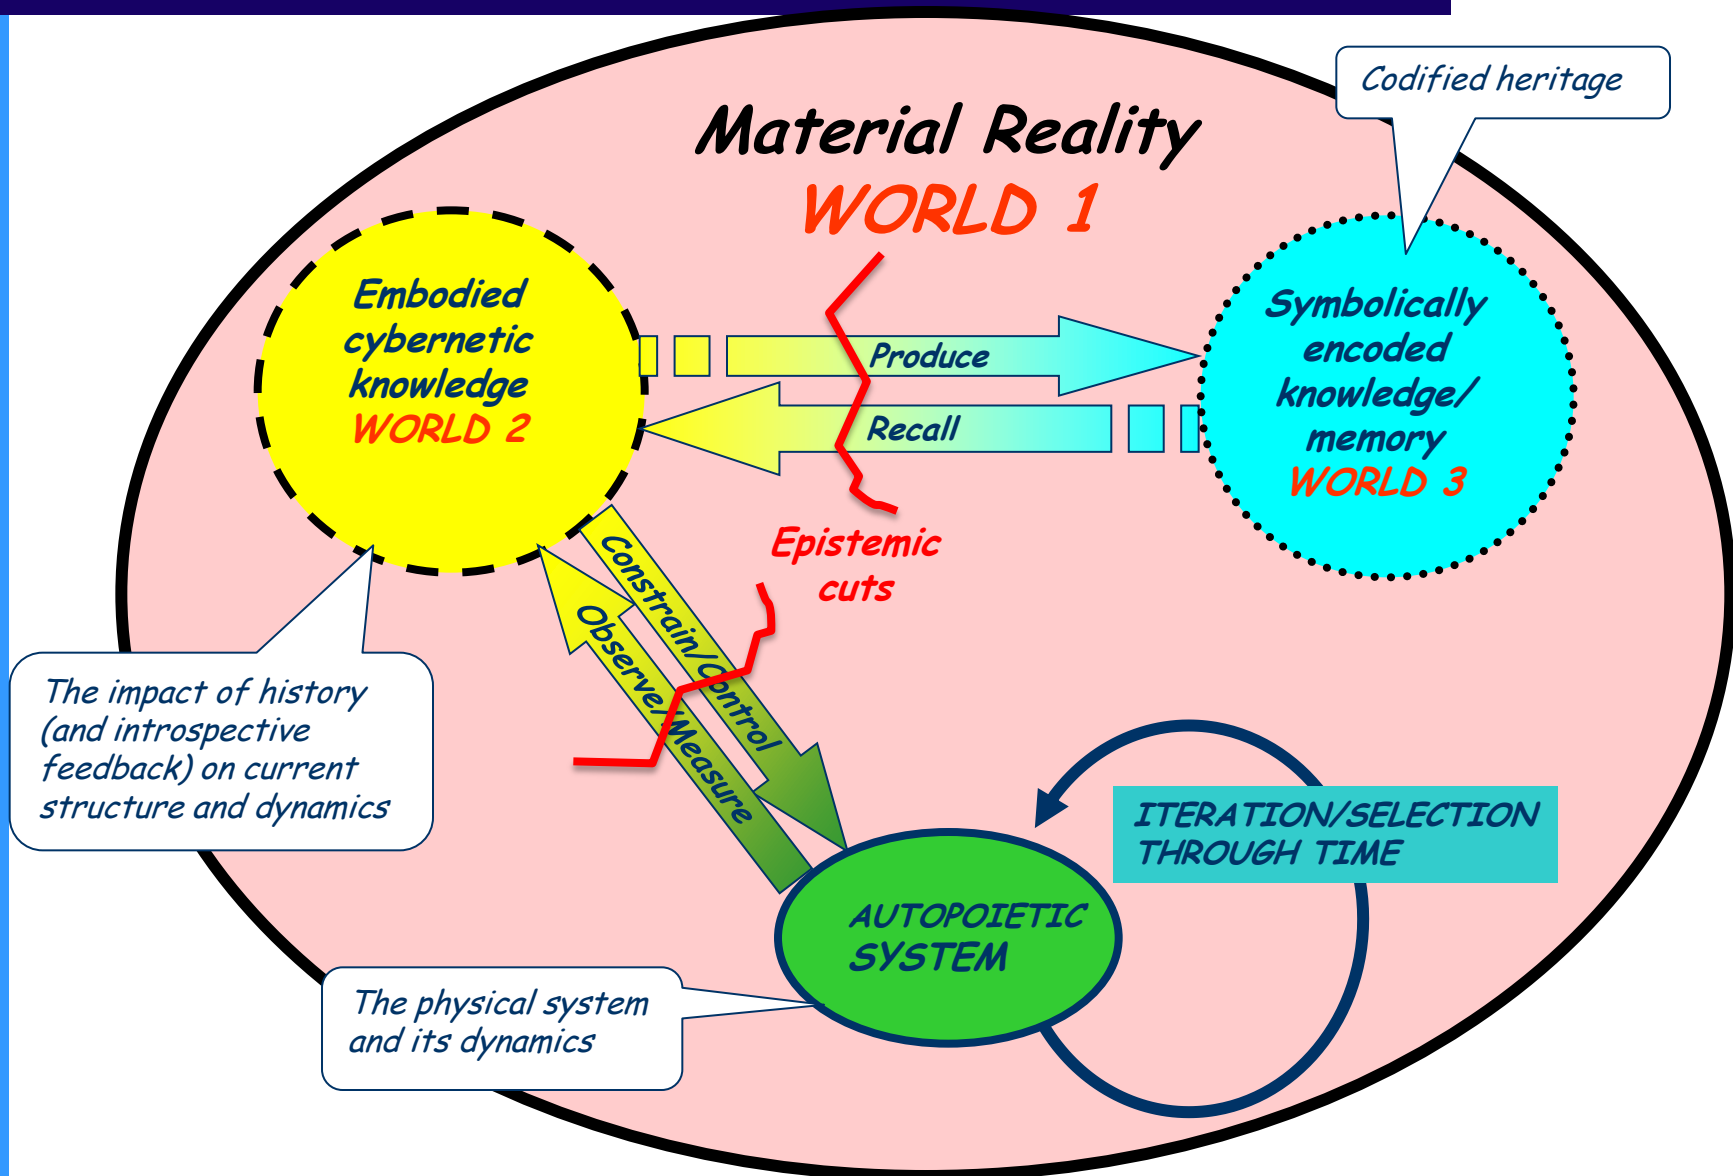 Codified heritage
Material Reality
WORLD 1
Embodied
cybernetic
knowledge
WORLD 2
Produce
Recall
Symbolically
encoded
knowledge/
memory
WORLD 3
Epistemic
cuts
Constrain/Control
Observe/Measure
The impact of history
(and introspective
feedback) on current
structure and dynamics
ITERATION/SELECTION
THROUGH TIME
AUTOPOIETIC
SYSTEM
The physical system
and its dynamics